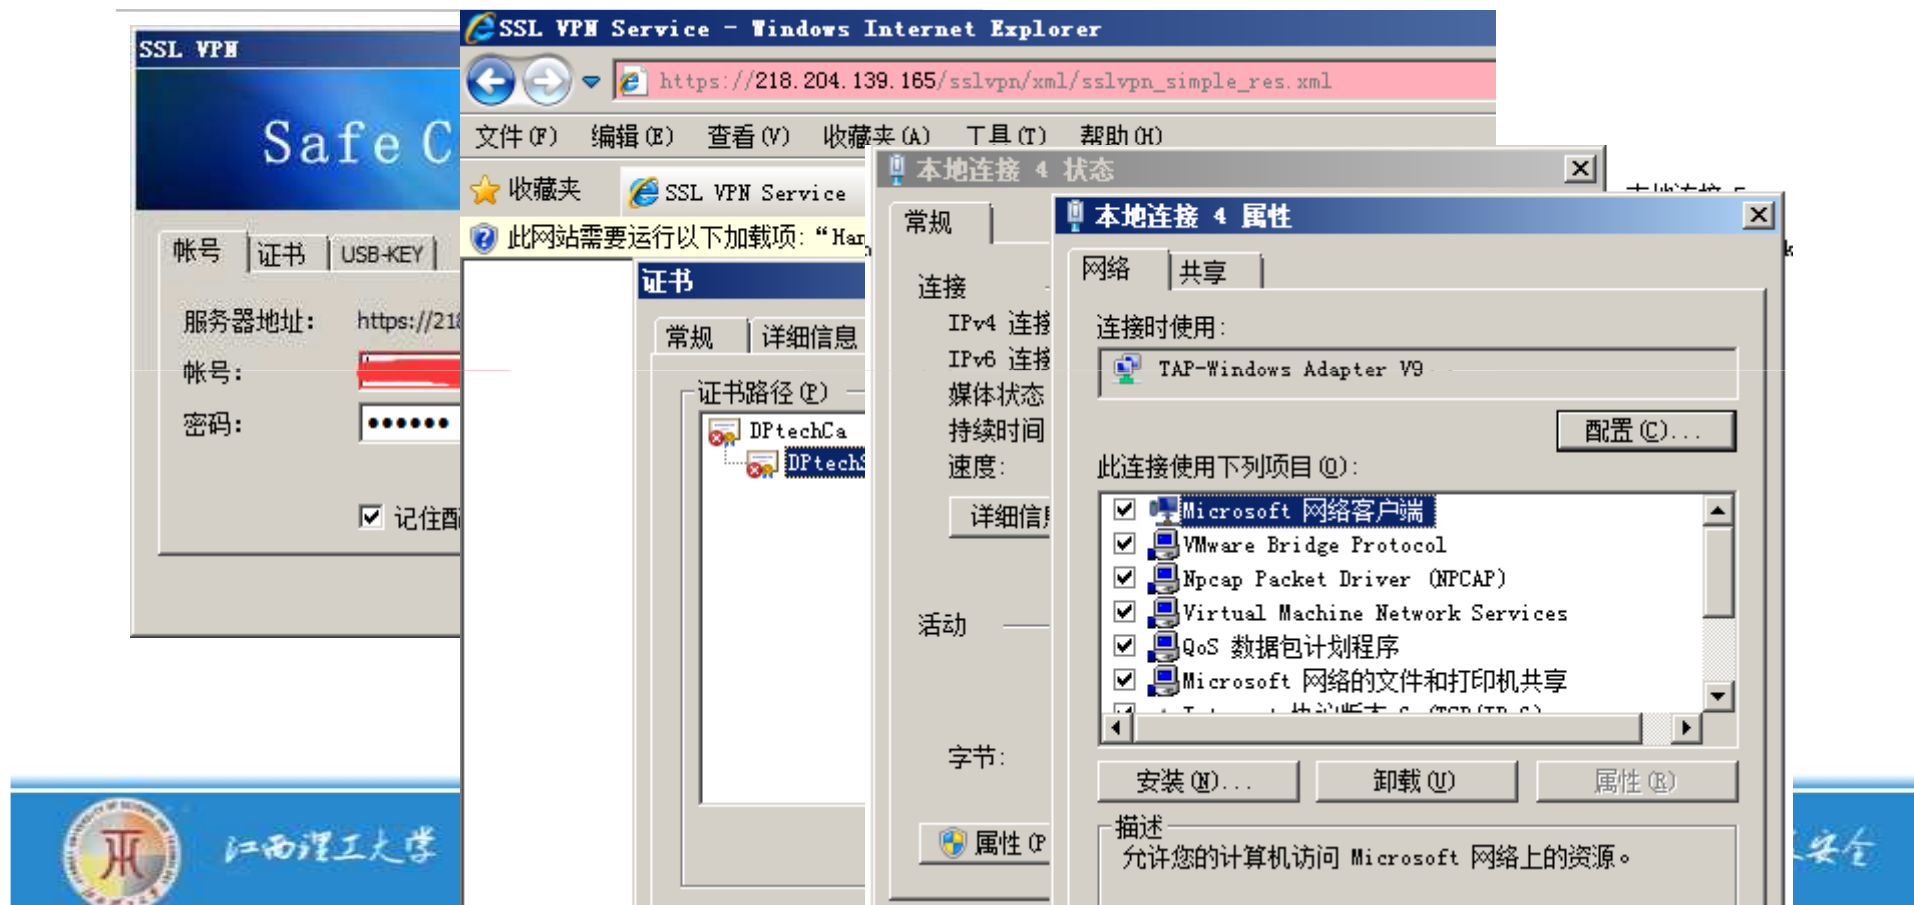 SSL VPN
Safe C
帐号
证书
USB-KEY
服务器地址：
https://218
帐号：
密码：
记住配
SSL VPN Service - Windows Internet Explorer
https://218.204.139.165/sslvpn/xml/sslvpn_simple_res.xml
文件(F) 编辑(E) 查看(V) 收藏夹(A) 工具(T) 帮助(H)
收藏夹
SSL VPN Service
此网站需要运行以下加载项: “Han
证书
常规
详细信息
证书路径(P)
DPtechCa
DPtechS
本地连接 4 状态
常规
连接
IPv4 连接
IPv6 连接
媒体状态
持续时间
速度:
详细信息
活动
字节:
属性(P
本地连接 4 属性
网络
共享
连接时使用:
TAP-Windows Adapter V9
配置(C)...
此连接使用下列项目(O):
Microsoft 网络客户端
VMware Bridge Protocol
Npcap Packet Driver (NPCAP)
Virtual Machine Network Services
QoS 数据包计划程序
Microsoft 网络的文件和打印机共享
安装(N)...
卸载(U)
属性(R)
描述
允许您的计算机访问 Microsoft 网络上的资源。
江西理工大学
安全